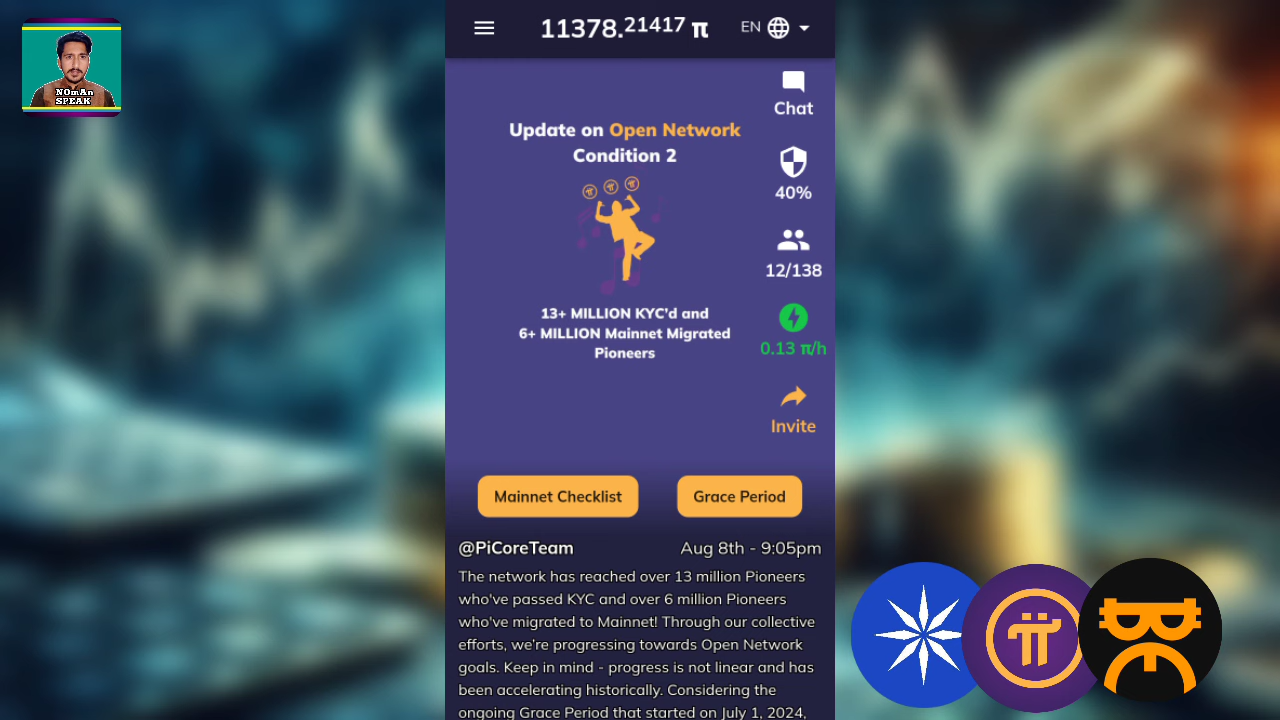 NOmAn
SPEAK
11378.21417 π
EN
Chat
Update on Open Network
Condition 2
40%
12/138
13+ MILLION KYC'd and
6+ MILLION Mainnet Migrated
Pioneers
0.13 π/h
Invite
Mainnet Checklist
Grace Period
@PiCoreTeam
Aug 8th - 9:05pm
The network has reached over 13 million Pioneers
who've passed KYC and over 6 million Pioneers
who've migrated to Mainnet! Through our collective
efforts, we're progressing towards Open Network
goals. Keep in mind - progress is not linear and has
been accelerating historically. Considering the
ongoing Grace Period that started on July 1, 2024,